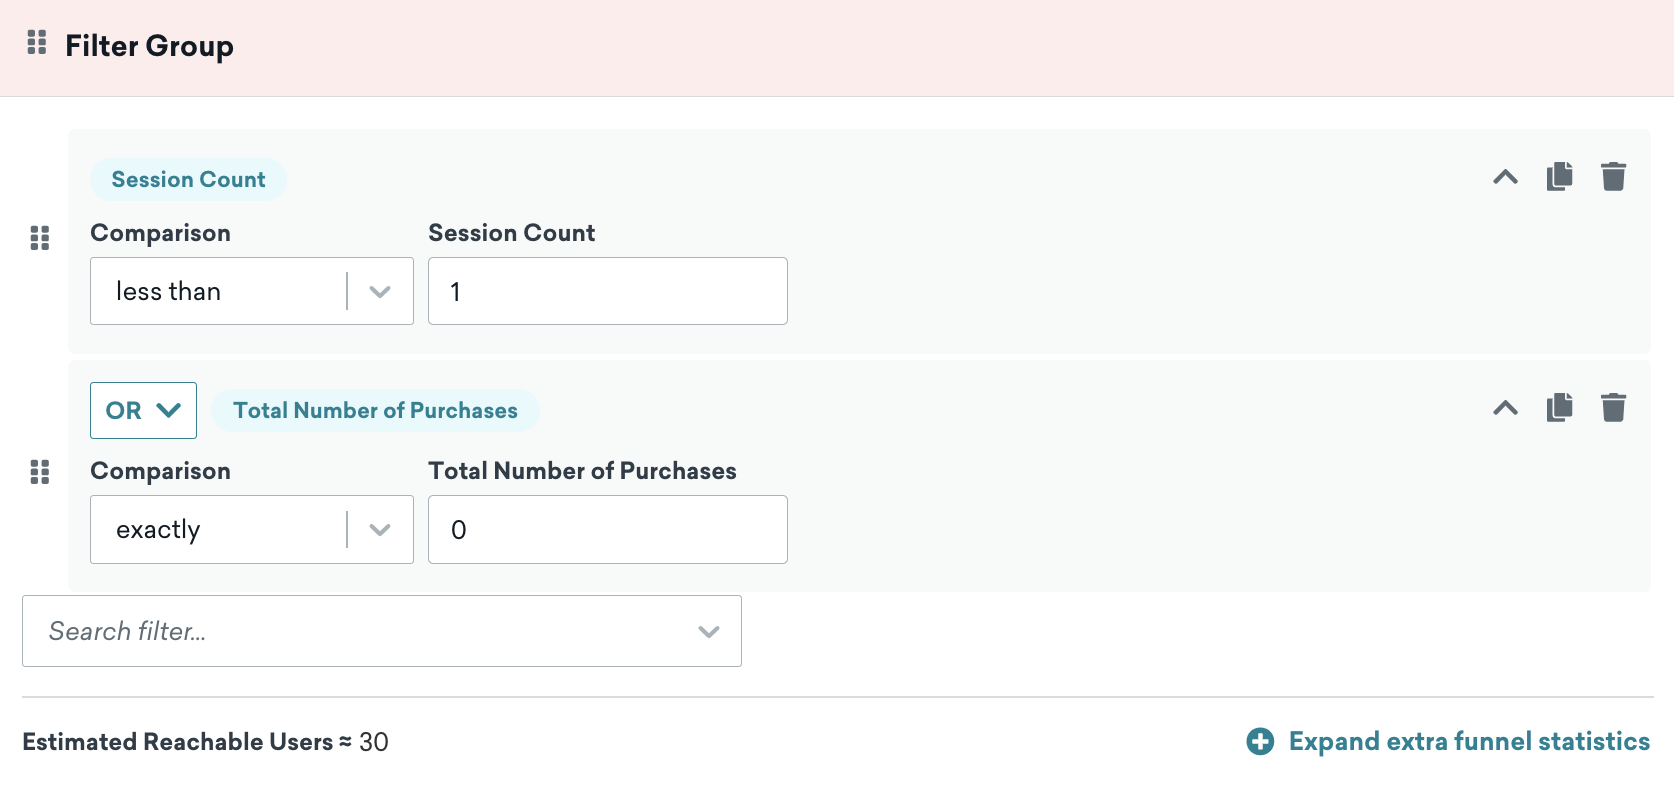 Filter Group
Session Count
Comparison Session Count
less than 1
OR Total Number of Purchases
Comparison Total Number of Purchases
exactly 0
Search filter...
Estimated Reachable Users ≈ 30 Expand extra funnel statistics